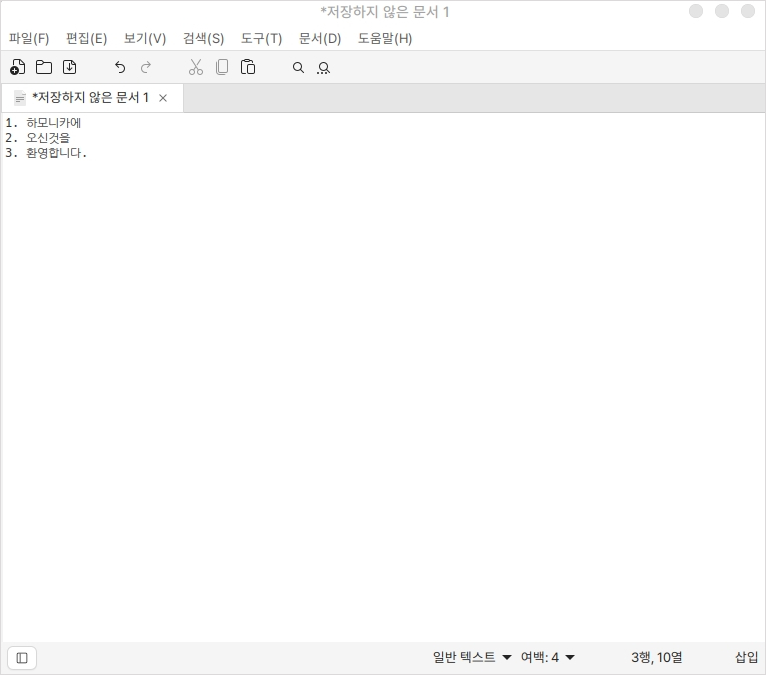 *저장하지 않은 문서 1
파일(F) 편집(E) 보기(V) 검색(S) 도구(T) 문서(D) 도움말(H)
*저장하지 않은 문서 1
1. 하모니카에
2. 오신것을
3. 환영합니다.
일반 텍스트 여백: 4 3행, 10열 삽입